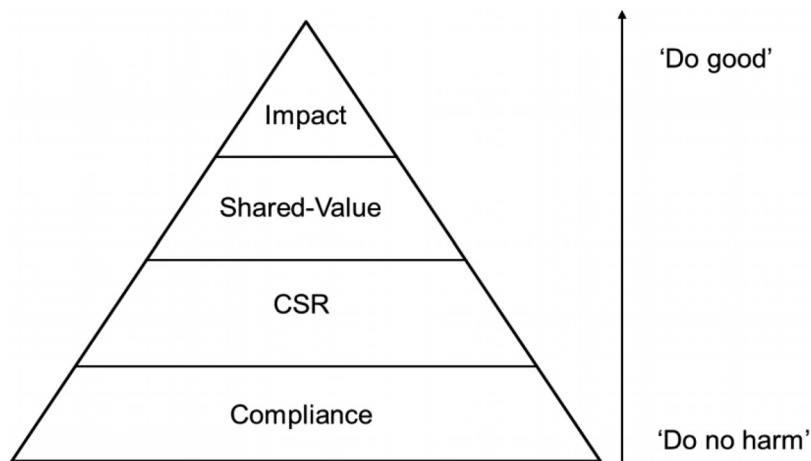 ‘Do good’
Impact
Shared-Value
CSR
Compliance
‘Do no harm’